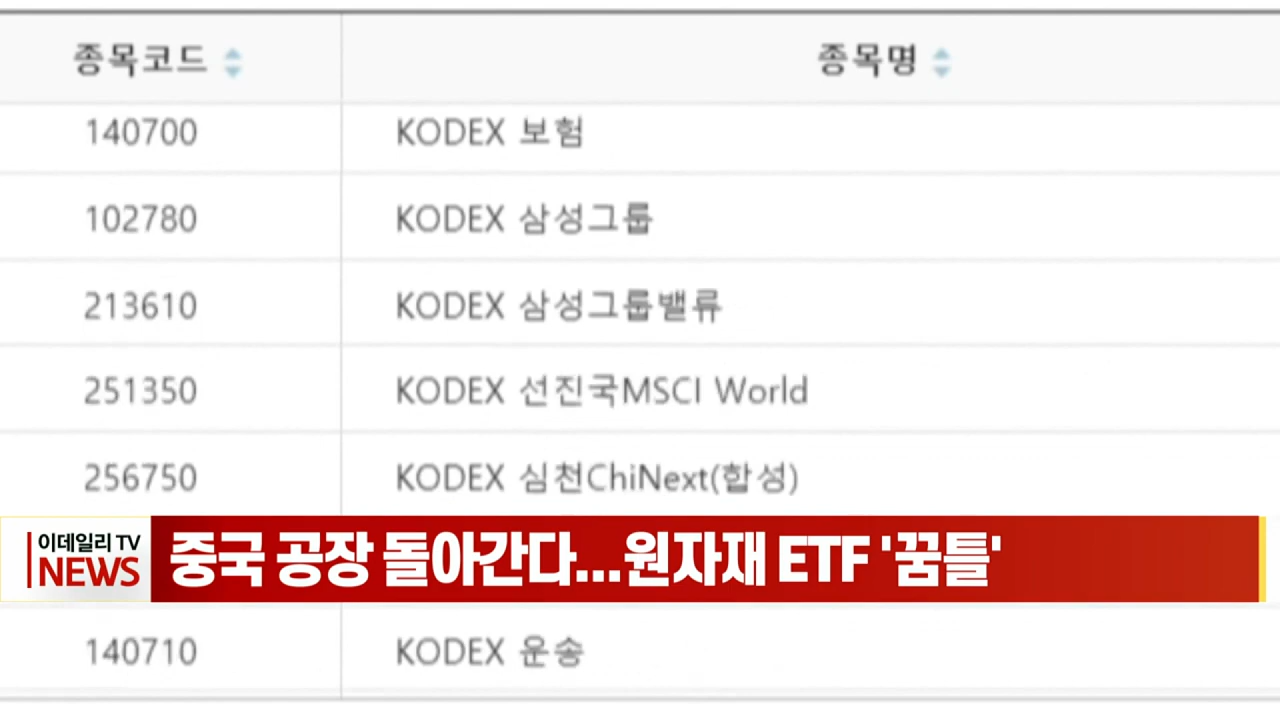 종목코드 종목명
140700 KODEX 보험
102780 KODEX 삼성그룹
213610 KODEX 삼성그룹밸류
251350 KODEX 선진국MSCI World
256750 KODEX 심천ChiNext(합성)
이데일리 TV
NEWS
중국 공장 돌아간다...원자재 ETF '꿈틀'
140710 KODEX 운송